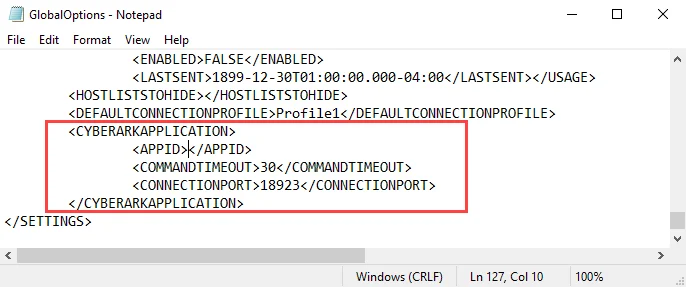 GlobalOptions - Notepad
File Edit Format View Help
<ENABLED>FALSE</ENABLED>
<LASTSENT>1899-12-30T01:00:00.000-04:00</LASTSENT></USAGE>
<HOSTLISTSTOHIDE></HOSTLISTSTOHIDE>
<DEFAULTCONNECTIONPROFILE>Profile1</DEFAULTCONNECTIONPROFILE>
<CYBERARKAPPLICATION>
<APPID></APPID>
<COMMANDTIMEOUT>30</COMMANDTIMEOUT>
<CONNECTIONPORT>18923</CONNECTIONPORT>
</CYBERARKAPPLICATION>
</SETTINGS>
Windows (CRLF) Ln 127, Col 10 100%